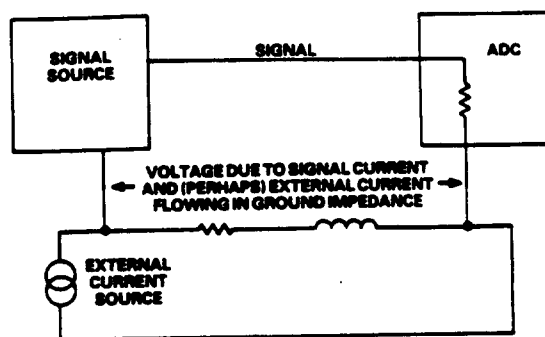 SIGNAL
SOURCE
SIGNAL
ADC
VOLTAGE DUE TO SIGNAL CURRENT
AND (PERHAPS) EXTERNAL CURRENT
FLOWING IN GROUND IMPEDANCE
EXTERNAL
CURRENT
SOURCE